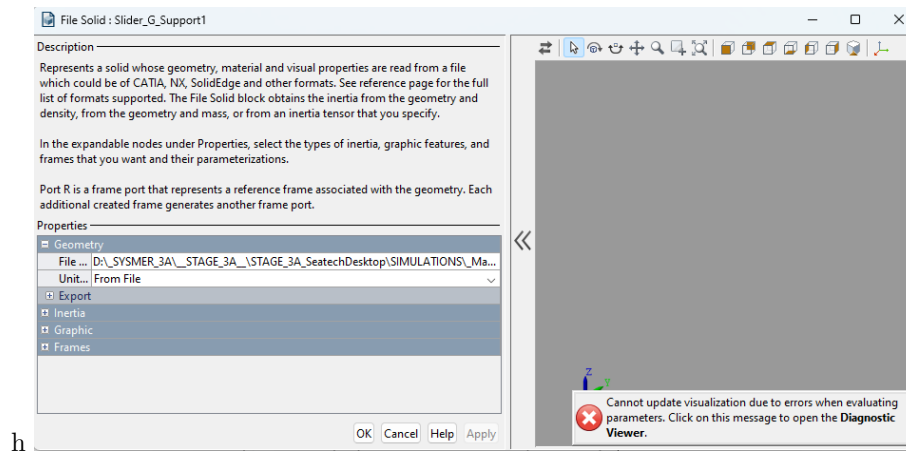 File Solid : Slider_G_Support1
Description
Represents a solid whose geometry, material and visual properties are read from a file
which could be of CATIA, NX, SolidEdge and other formats. See reference page for the full
list of formats supported. The File Solid block obtains the inertia from the geometry and
density, from the geometry and mass, or from an inertia tensor that you specify.
In the expandable nodes under Properties, select the types of inertia, graphic features, and
frames that you want and their parameterizations.
Port R is a frame port that represents a reference frame associated with the geometry. Each
additional created frame generates another frame port.
Properties
Geometry
File ... D:\_SYSMER_3A\__STAGE_3A__\STAGE_3A_SeatechDesktop\SIMULATIONS\_Ma...
Unit... From File
Export
Inertia
Graphic
Frames
OK Cancel Help Apply
z
y
Cannot update visualization due to errors when evaluating
parameters. Click on this message to open the Diagnostic
Viewer.
h